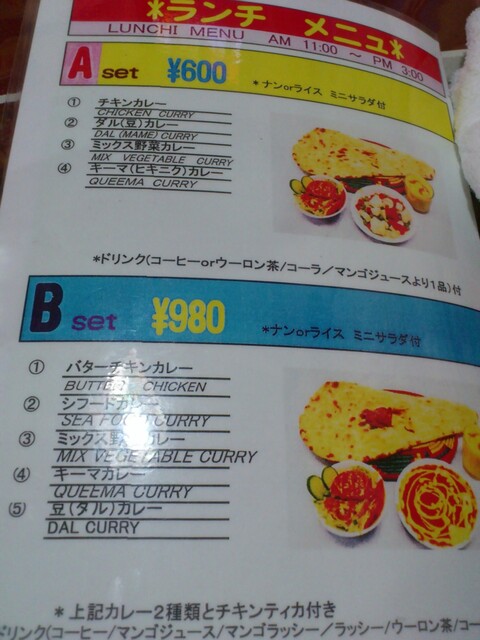 *ランチ メニュ*
LUNCHI MENU AM 11:00 ～ PM 3:00
A set ¥600 *ナンorライス ミニサラダ付
① チキンカレー
CHICKEN CURRY
② ダル(豆)カレー
DAL (MAME) CURRY
③ ミックス野菜カレー
MIX VEGETABLE CURRY
④ キーマ(ヒキニク)カレー
QUEEMA CURRY
*ドリンク(コーヒーorウーロン茶/コーラ/マンゴジュースより1品)付
B set ¥980 *ナンorライス ミニサラダ付
① バターチキンカレー
BUTTER CHICKEN
② シフードカレー
SEA FOOD CURRY
③ ミックス野菜カレー
MIX VEGETABLE CURRY
④ キーマカレー
QUEEMA CURRY
⑤ 豆(ダル)カレー
DAL CURRY
*上記カレー2種類とチキンティカ付き
ドリンク(コーヒー/マンゴジュース/マンゴラッシー/ラッシー/ウーロン茶/コー